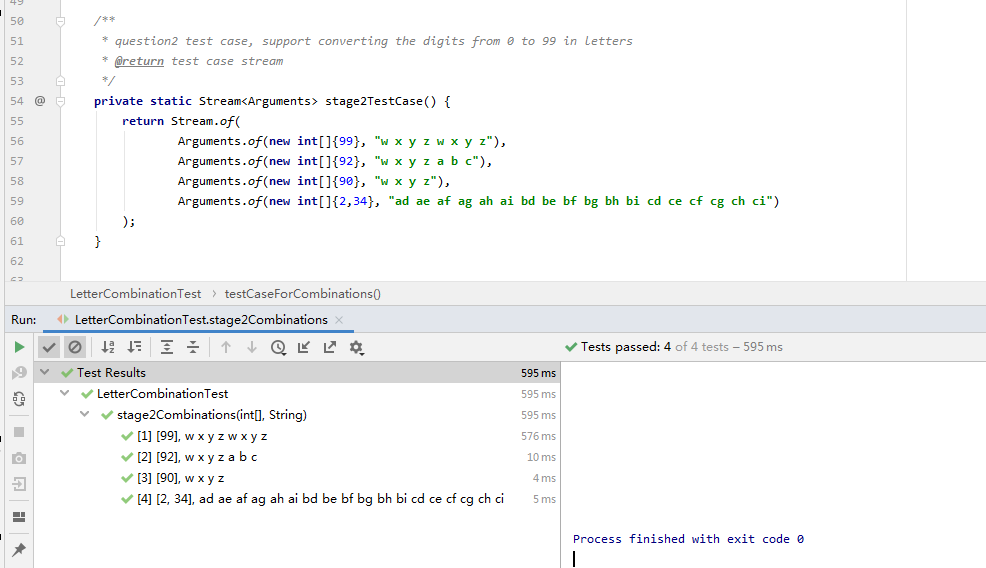 49
50 /**
51 * question2 test case, support converting the digits from 0 to 99 in letters
52 * @return test case stream
53 */
54 @ private static Stream<Arguments> stage2TestCase() {
55 return Stream.of(
56 Arguments.of(new int[]{99}, "w x y z w x y z"),
57 Arguments.of(new int[]{92}, "w x y z a b c"),
58 Arguments.of(new int[]{90}, "w x y z"),
59 Arguments.of(new int[]{2,34}, "ad ae af ag ah ai bd be bf bg bh bi cd ce cf cg ch ci")
60 );
61 }
62
63
LetterCombinationTest › testCaseForCombinations()
Run: LetterCombinationTest.stage2Combinations ×
Tests passed: 4 of 4 tests – 595 ms
Test Results 595 ms
LetterCombinationTest 595 ms
stage2Combinations(int[], String) 595 ms
[1] [99], w x y z w x y z 576 ms
[2] [92], w x y z a b c 10 ms
[3] [90], w x y z 4 ms
[4] [2, 34], ad ae af ag ah ai bd be bf bg bh bi cd ce cf cg ch ci 5 ms
Process finished with exit code 0